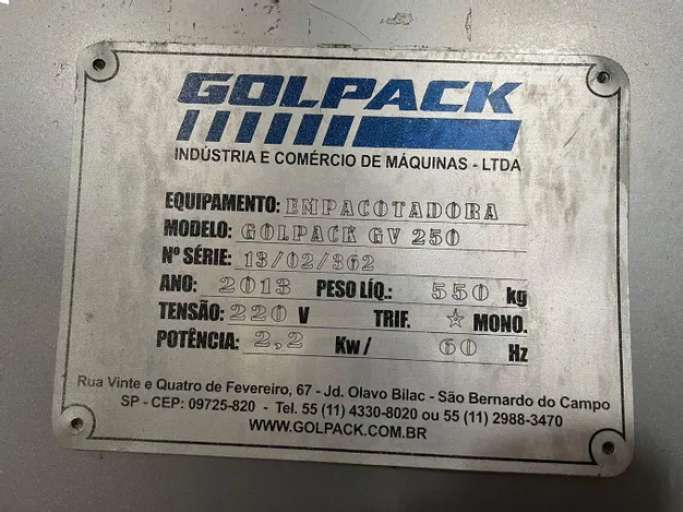 GOLPACK
INDÚSTRIA E COMÉRCIO DE MÁQUINAS - LTDA
EQUIPAMENTO: EMPACOTADORA
MODELO: GOLPACK GV 250
Nº SÉRIE: 13/02/362
ANO: 2013 PESO LÍQ.: 550 kg
TENSÃO: 220 V TRIF. ☆ MONO.
POTÊNCIA: 2,2 Kw/ 60 Hz
Rua Vinte e Quatro de Fevereiro, 67 - Jd. Olavo Bilac - São Bernardo do Campo
SP - CEP: 09725-820 - Tel. 55 (11) 4330-8020 ou 55 (11) 2988-3470
WWW.GOLPACK.COM.BR